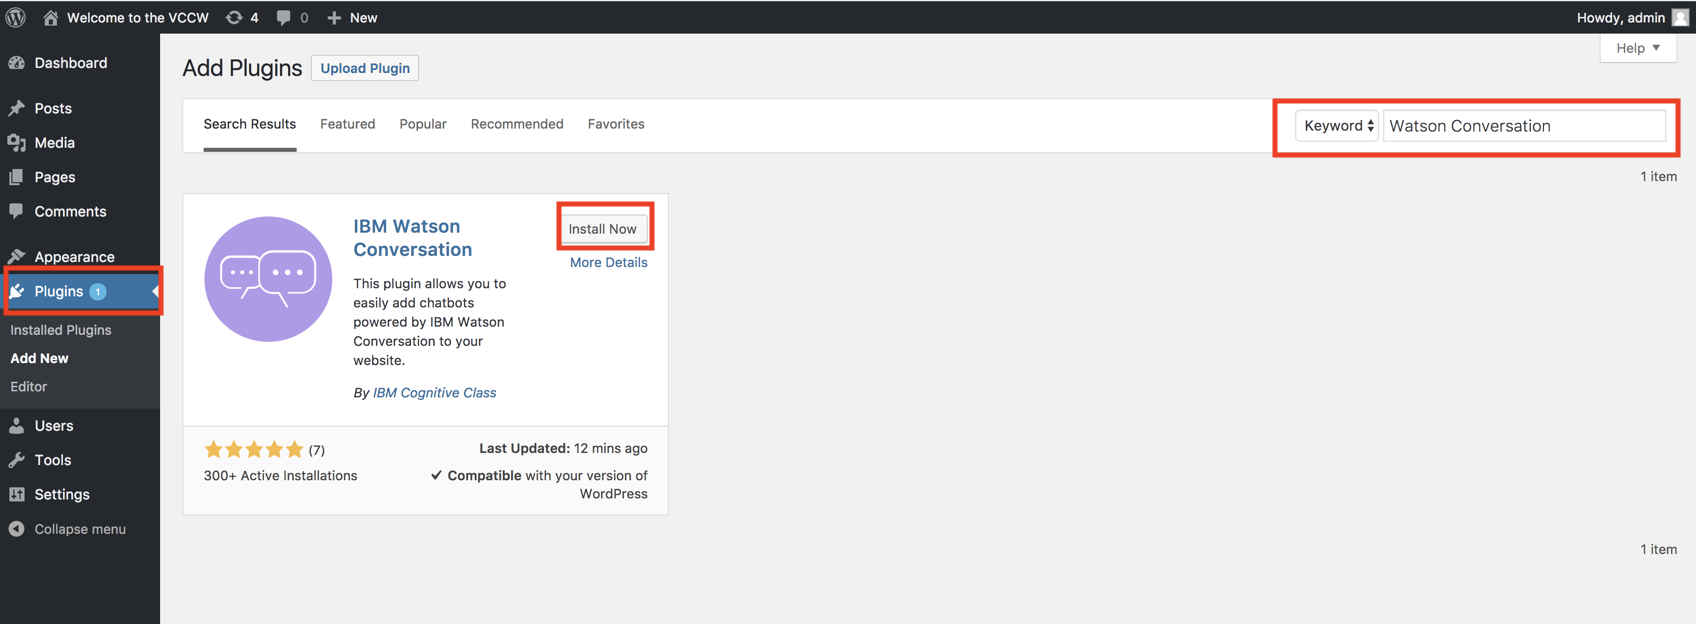 Welcome to the VCCW 4 0 New Howdy, admin
Help
Dashboard
Posts
Media
Pages
Comments
Appearance
Plugins 1
Installed Plugins
Add New
Editor
Users
Tools
Settings
Collapse menu
Add Plugins Upload Plugin
Search Results Featured Popular Recommended Favorites Keyword Watson Conversation
1 item
IBM Watson
Conversation
Install Now
More Details
This plugin allows you to
easily add chatbots
powered by IBM Watson
Conversation to your
website.
By IBM Cognitive Class
(7)
300+ Active Installations
Last Updated: 12 mins ago
Compatible with your version of
WordPress
1 item